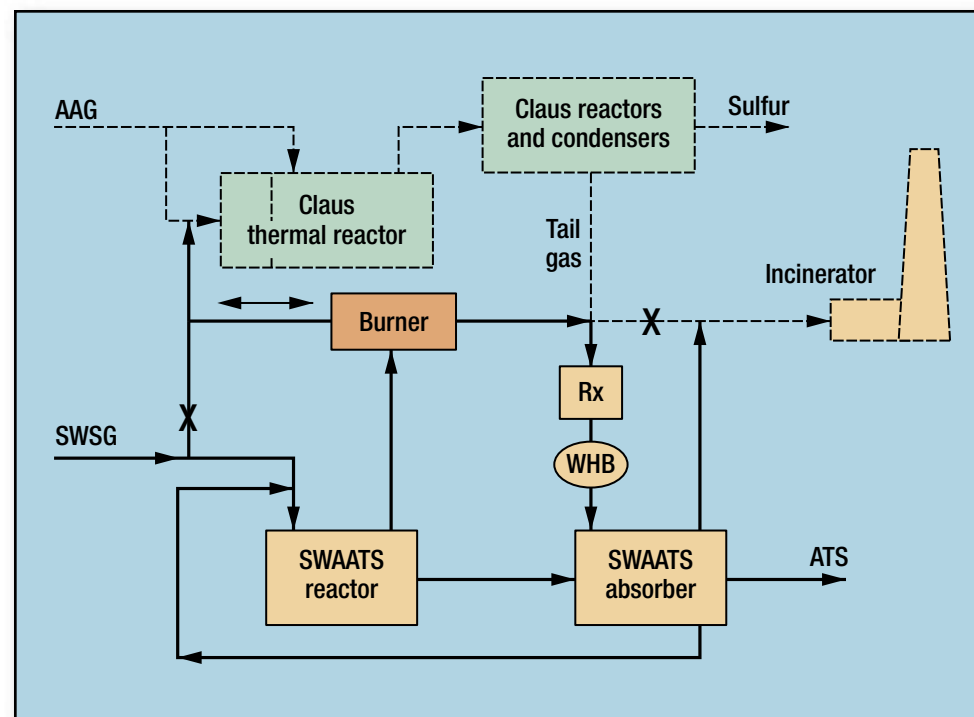 AAG
Claus reactors
and condensers
Sulfur
Claus
thermal reactor
Tail
gas
Incinerator
Burner
X
Rx
X
SWSG
WHB
SWAATS
reactor
SWAATS
absorber
ATS